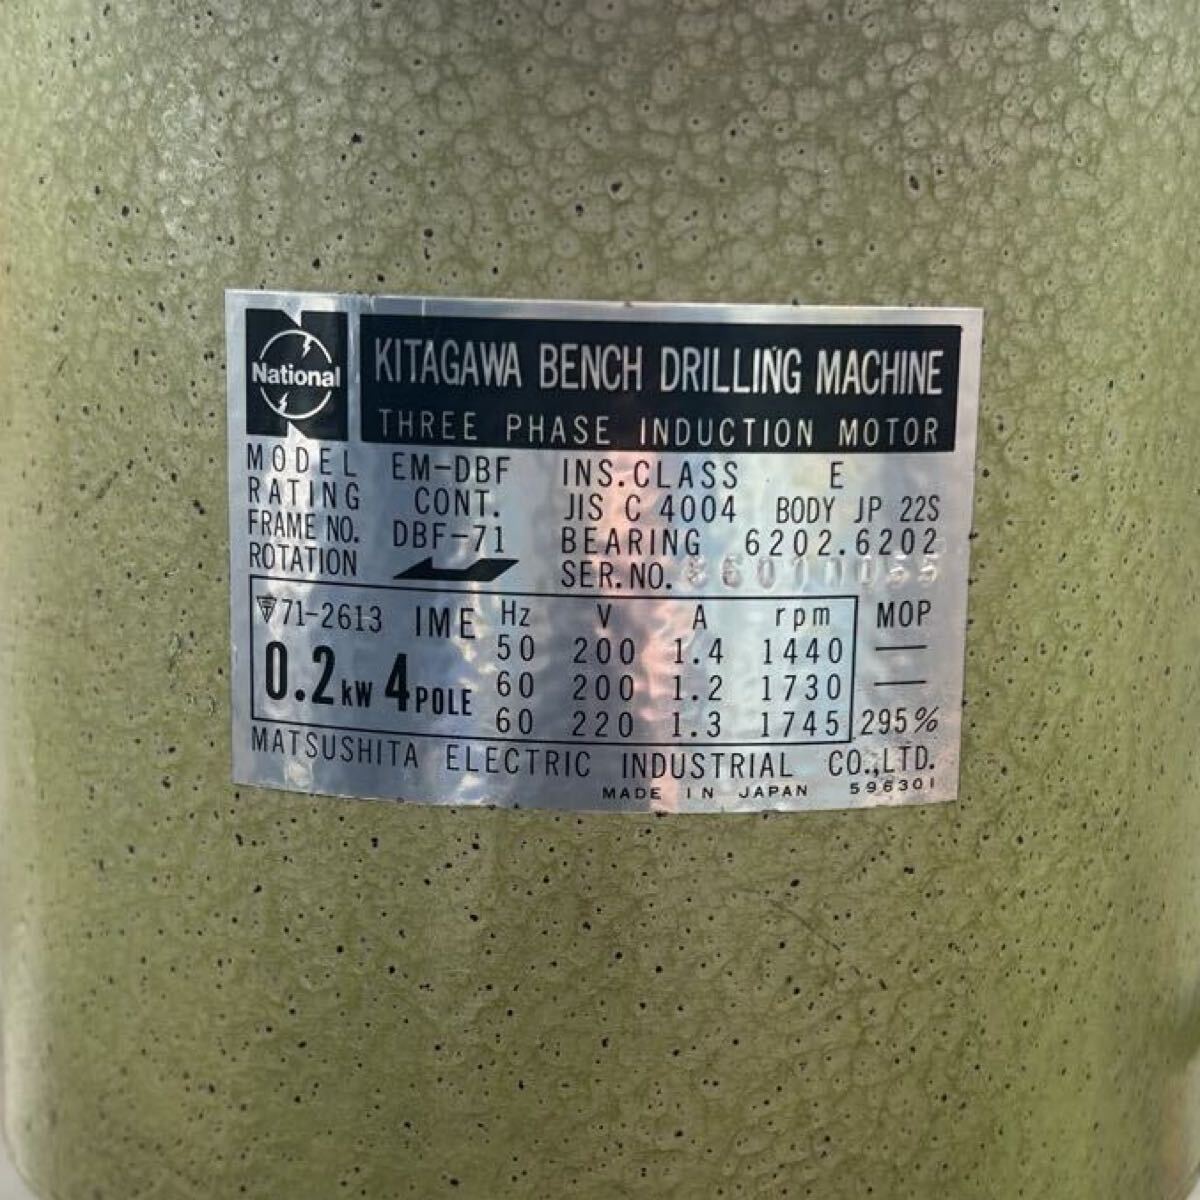 National
KITAGAWA BENCH DRILLING MACHINE
THREE PHASE INDUCTION MOTOR
MODEL EM-DBF INS.CLASS E
RATING CONT. JIS C 4004 BODY JP 22S
FRAME NO. DBF-71 BEARING 6202.6202
ROTATION SER.NO.
71-2613 IME Hz V A rpm MOP
50 200 1.4 1440 —
0.2kW 4POLE 60 200 1.2 1730 —
60 220 1.3 1745 295%
MATSUSHITA ELECTRIC INDUSTRIAL CO.,LTD.
MADE IN JAPAN 596301